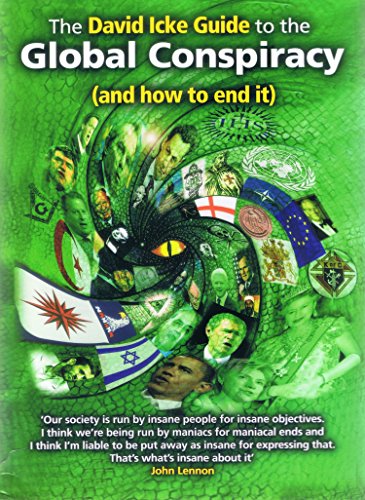 The David Icke Guide to the
Global Conspiracy
(and how to end it)
'Our society is run by insane people for insane objectives.
I think we're being run by maniacs for maniacal ends and
I think I'm liable to be put away as insane for expressing that.
That's what's insane about it'
John Lennon